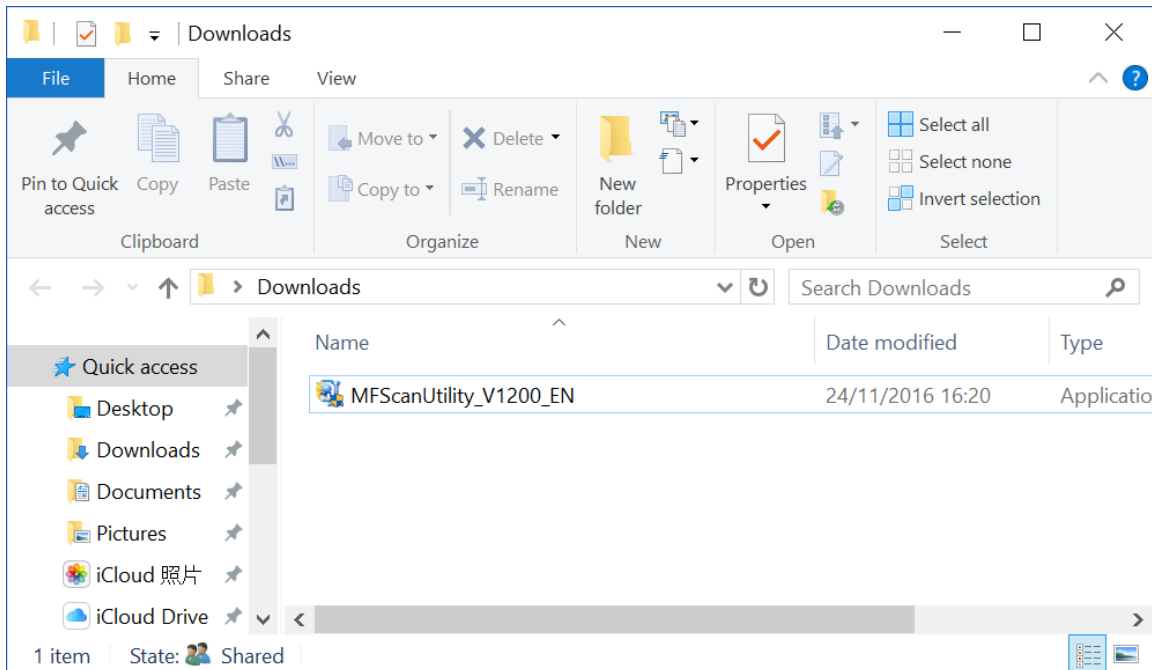 Downloads
File Home Share View
?
Pin to Quick access
Copy
Paste
W...
Clipboard
Move to
Copy to
Delete
Rename
Organize
New folder
New
Properties
Open
Select all
Select none
Invert selection
Select
Downloads
Search Downloads
Quick access
Desktop
Downloads
Documents
Pictures
iCloud 照片
iCloud Drive
Name Date modified Type
MFScanUtility_V1200_EN 24/11/2016 16:20 Applicatio
1 item State: Shared